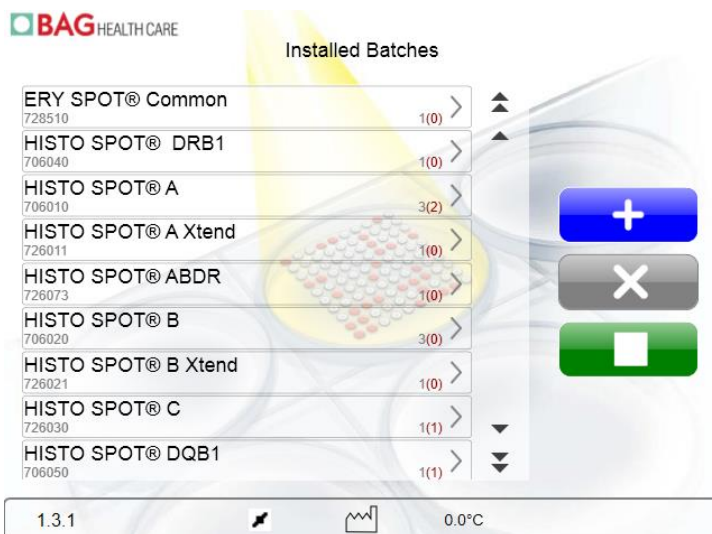 BAG HEALTH CARE
Installed Batches
ERY SPOT® Common
728510 1(0)
HISTO SPOT® DRB1
706040 1(0)
HISTO SPOT® A
706010 3(2)
HISTO SPOT® A Xtend
726011 1(0)
HISTO SPOT® ABDR
726073 1(0)
HISTO SPOT® B
706020 3(0)
HISTO SPOT® B Xtend
726021 1(0)
HISTO SPOT® C
726030 1(1)
HISTO SPOT® DQB1
706050 1(1)
1.3.1 0.0°C